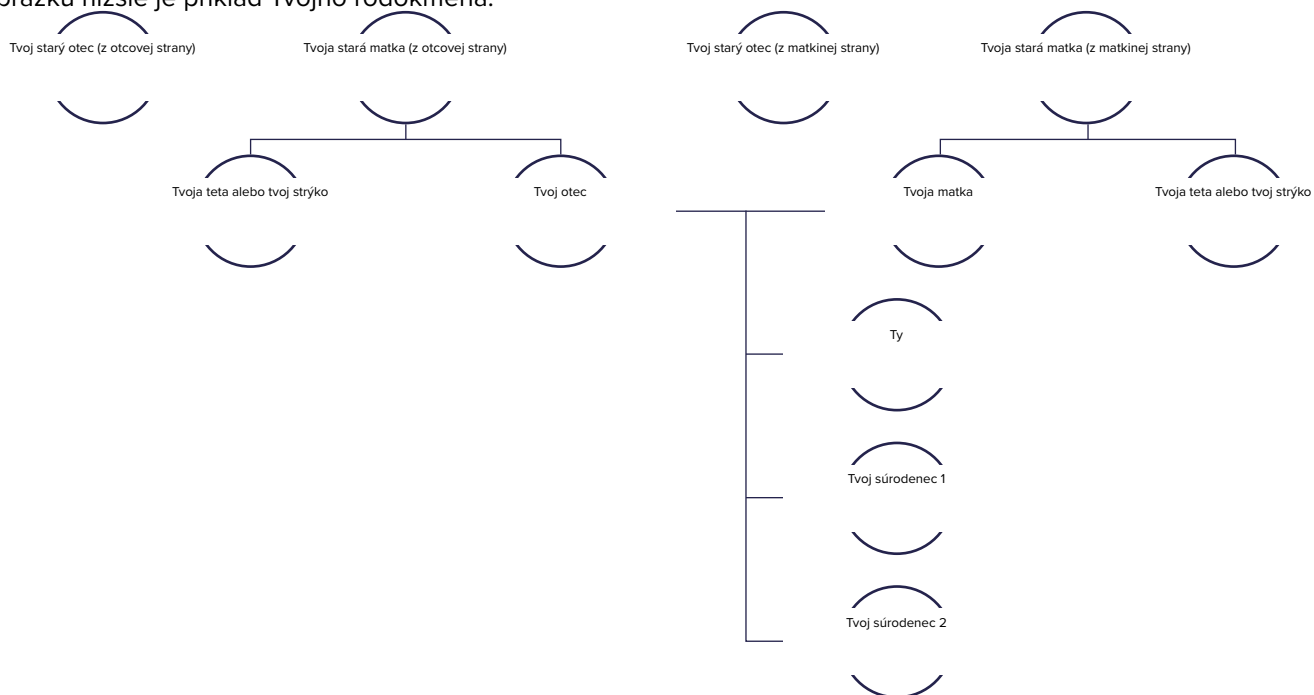 brázku nižšie je príklad Tvojho rodokmeňa.
Tvoj starý otec (z otcovej strany)
Tvoja stará matka (z otcovej strany)
Tvoj starý otec (z matkinej strany)
Tvoja stará matka (z matkinej strany)
Tvoja teta alebo tvoj strýko
Tvoj otec
Tvoja matka
Tvoja teta alebo tvoj strýko
Ty
Tvoj súrodenec 1
Tvoj súrodenec 2